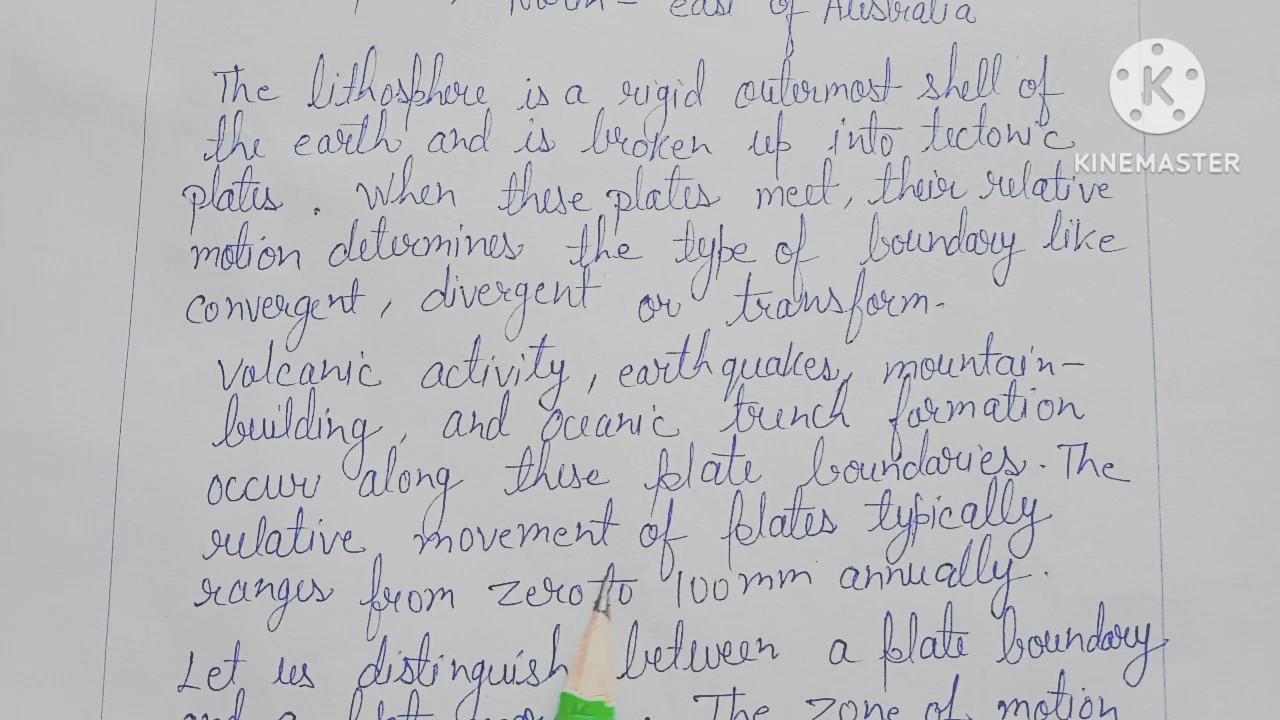 North - east of Australia
The lithosphere is a rigid outermost shell of
the earth and is broken up into tectonic
plates. When these plates meet, their relative
motion determines the type of boundary like
convergent, divergent or transform.
Volcanic activity, earthquakes, mountain-
building, and oceanic trench formation
occur along these plate boundaries. The
relative movement of plates typically
ranges from zero to 100 mm annually.
Let us distinguish between a plate boundary
and a The zone of motion
KINEMASTER